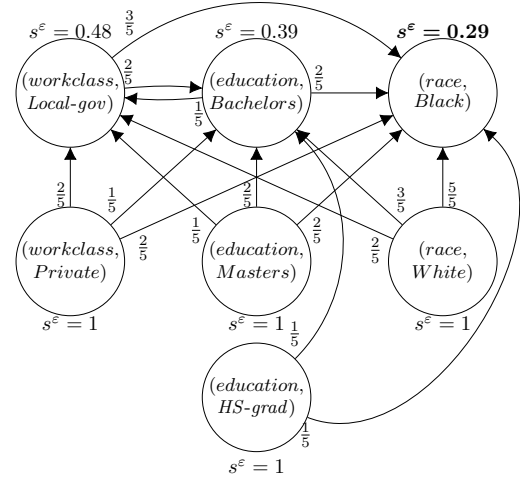 3/5
s^ε = 0.48 s^ε = 0.39 s^ε = 0.29
(workclass, 2/5 (education, 2/5 (race,
Local-gov) 1/5 Bachelors) Black)
2/5 1/5 2/5 3/5 5/5
(workclass, 2/5 1/5 (education, 2/5 2/5 (race,
Private) Masters) White)
s^ε = 1 s^ε = 1 1/5 s^ε = 1
(education,
HS-grad) 1/5
s^ε = 1